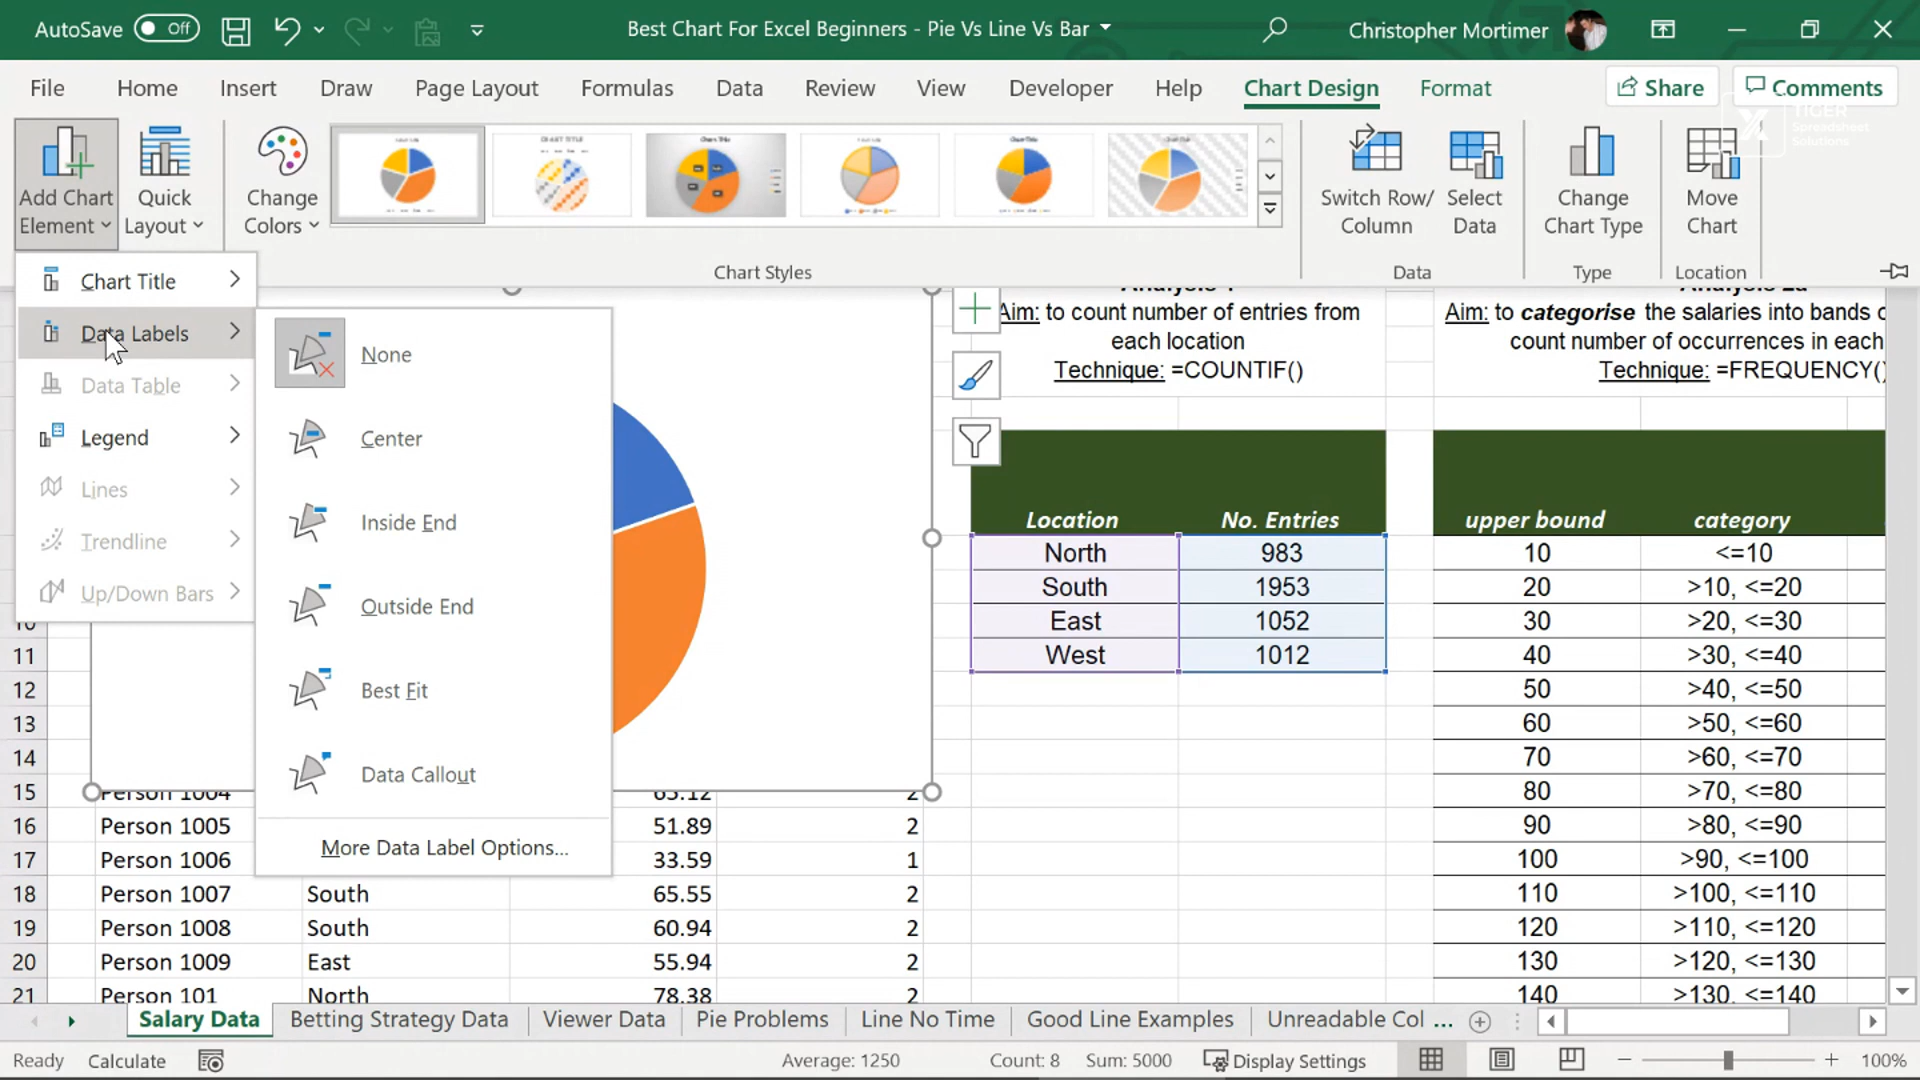 AutoSave Off
Best Chart For Excel Beginners - Pie Vs Line Vs Bar
Christopher Mortimer
File Home Insert Draw Page Layout Formulas Data Review View Developer Help Chart Design Format
Share
Comments
TIGER
Spreadsheet
Solutions
Add Chart
Element
Quick
Layout
Change
Colors
Switch Row/
Column
Select
Data
Change
Chart Type
Move
Chart
Chart Styles
Data
Type
Location
Chart Title
Data Labels
Data Table
Legend
Lines
Trendline
Up/Down Bars
None
Center
Inside End
Outside End
Best Fit
Data Callout
More Data Label Options...
Aim: to count number of entries from
each location
Technique: =COUNTIF()
Aim: to categorise the salaries into bands
count number of occurrences in each
Technique: =FREQUENCY()
Location No. Entries
North 983
South 1953
East 1052
West 1012
upper bound category
10 <=10
20 >10, <=20
30 >20, <=30
40 >30, <=40
50 >40, <=50
60 >50, <=60
70 >60, <=70
80 >70, <=80
90 >80, <=90
100 >90, <=100
110 >100, <=110
120 >110, <=120
130 >120, <=130
140 >130, <=140
10
11
12
13
14
15 Person 1004 65.12 2
16 Person 1005 51.89 2
17 Person 1006 33.59 1
18 Person 1007 South 65.55 2
19 Person 1008 South 60.94 2
20 Person 1009 East 55.94 2
21 Person 101 North 78.38 2
Salary Data Betting Strategy Data Viewer Data Pie Problems Line No Time Good Line Examples Unreadable Col ...
Ready Calculate Average: 1250 Count: 8 Sum: 5000 Display Settings 100%